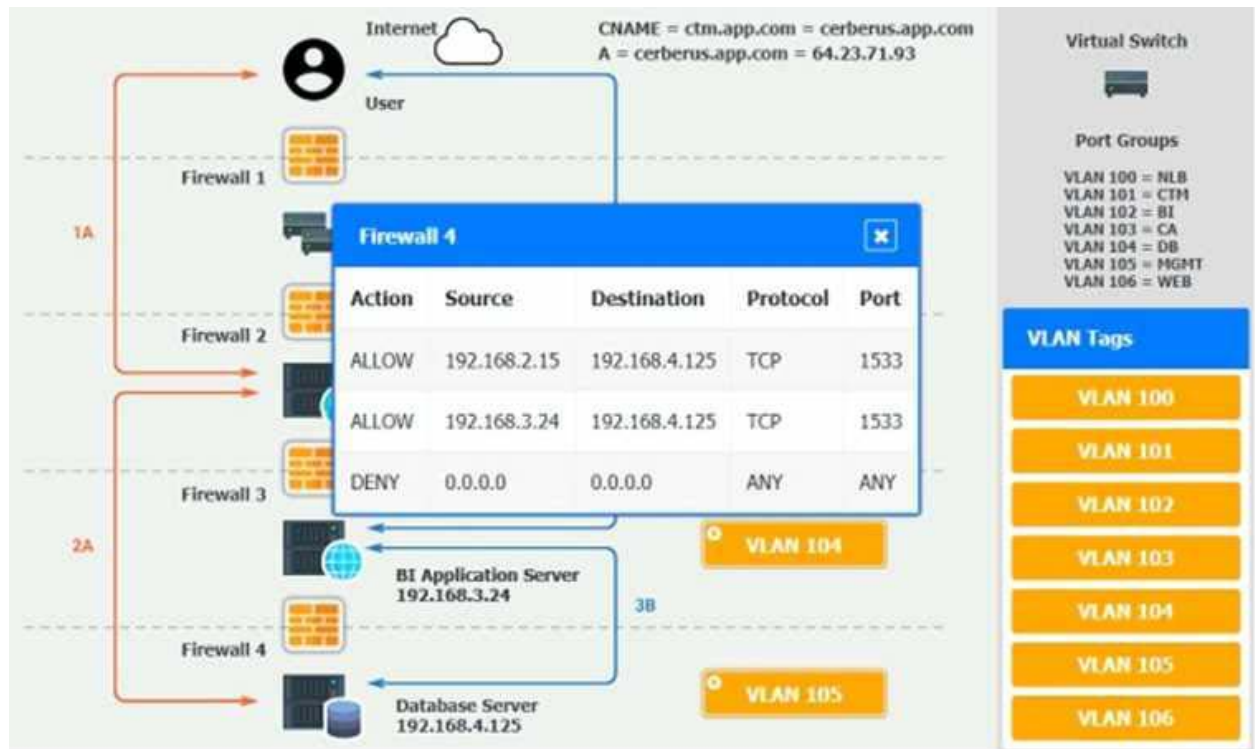 Internet
CNAME = ctm.app.com = cerberus.app.com
A = cerberus.app.com = 64.23.71.93
User
Firewall 1
1A
Firewall 2
Firewall 3
2A
BI Application Server
192.168.3.24
3B
Firewall 4
Database Server
192.168.4.125
Firewall 4
Action Source Destination Protocol Port
ALLOW 192.168.2.15 192.168.4.125 TCP 1533
ALLOW 192.168.3.24 192.168.4.125 TCP 1533
DENY 0.0.0.0 0.0.0.0 ANY ANY
VLAN 104
VLAN 105
Virtual Switch
Port Groups
VLAN 100 = NLB
VLAN 101 = CTM
VLAN 102 = BI
VLAN 103 = CA
VLAN 104 = DB
VLAN 105 = MGMT
VLAN 106 = WEB
VLAN Tags
VLAN 100
VLAN 101
VLAN 102
VLAN 103
VLAN 104
VLAN 105
VLAN 106